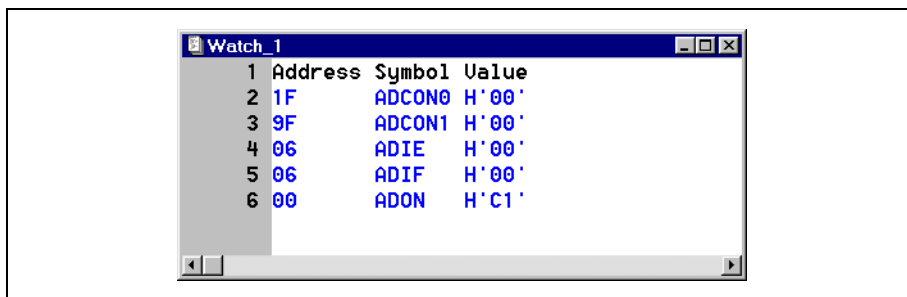 Watch_1
1 Address Symbol Value
2 1F ADCON0 H'00'
3 9F ADCON1 H'00'
4 06 ADIE H'00'
5 06 ADIF H'00'
6 00 ADON H'C1'